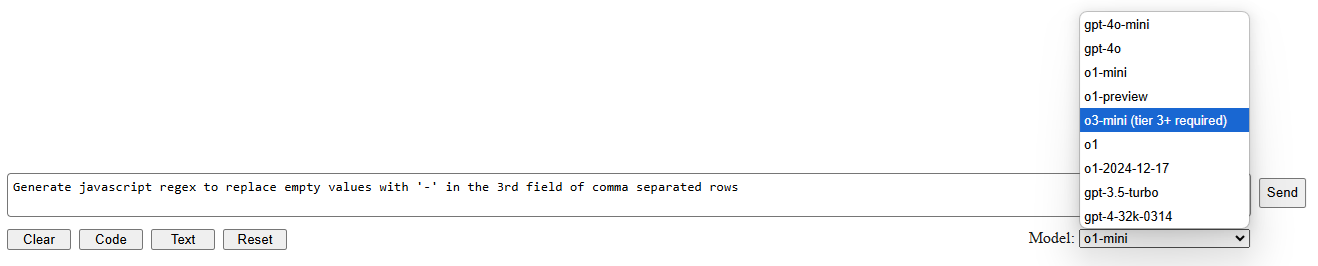 gpt-4o-mini
gpt-4o
o1-mini
o1-preview
o3-mini (tier 3+ required)
o1
o1-2024-12-17
gpt-3.5-turbo
gpt-4-32k-0314
Generate javascript regex to replace empty values with '-' in the 3rd field of comma separated rows
Send
Clear Code Text Reset Model: o1-mini